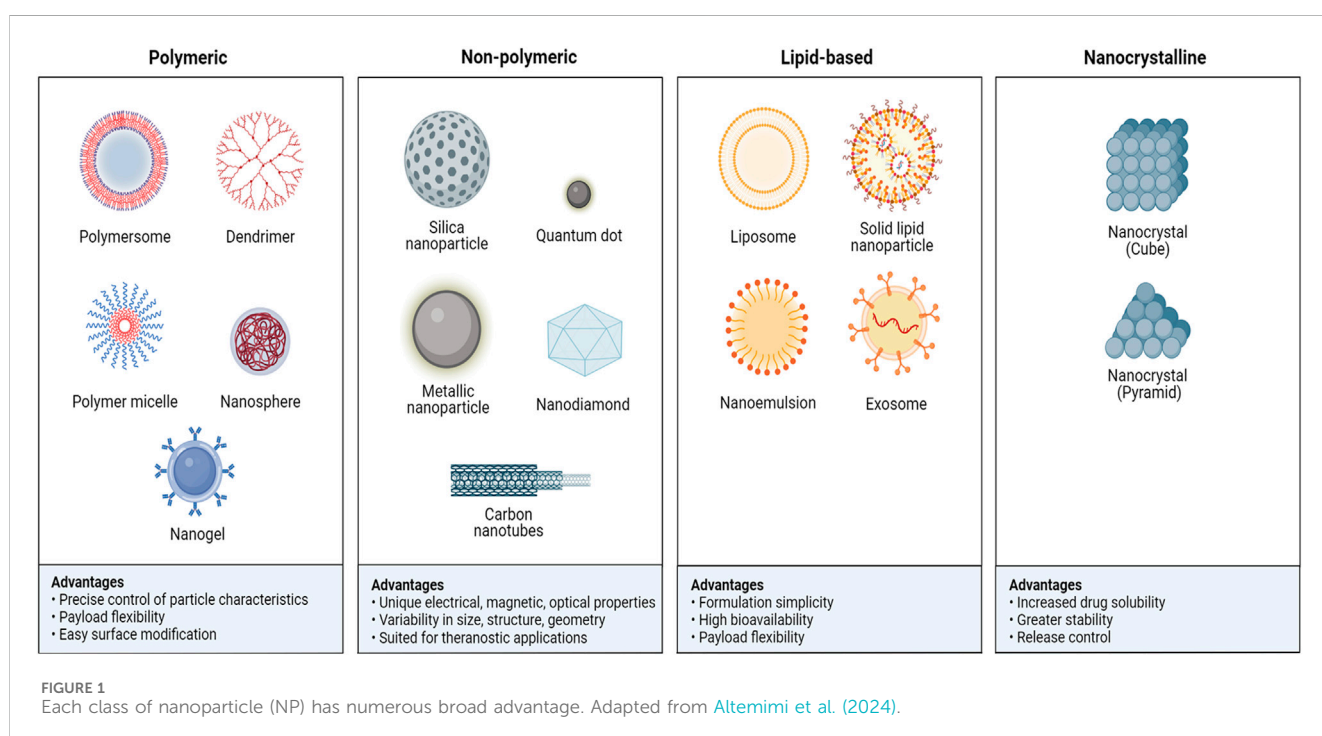 Polymeric
Polymersome
Dendrimer
Polymer micelle
Nanosphere
Nanogel
Advantages
• Precise control of particle characteristics
• Payload flexibility
• Easy surface modification
Non-polymeric
Silica
nanoparticle
Quantum dot
Metallic
nanoparticle
Nanodiamond
Carbon
nanotubes
Advantages
• Unique electrical, magnetic, optical properties
• Variability in size, structure, geometry
• Suited for theranostic applications
Lipid-based
Liposome
Solid lipid
nanoparticle
Nanoemulsion
Exosome
Advantages
• Formulation simplicity
• High bioavailability
• Payload flexibility
Nanocrystalline
Nanocrystal
(Cube)
Nanocrystal
(Pyramid)
Advantages
• Increased drug solubility
• Greater stability
• Release control
FIGURE 1
Each class of nanoparticle (NP) has numerous broad advantage. Adapted from Altemimi et al. (2024).